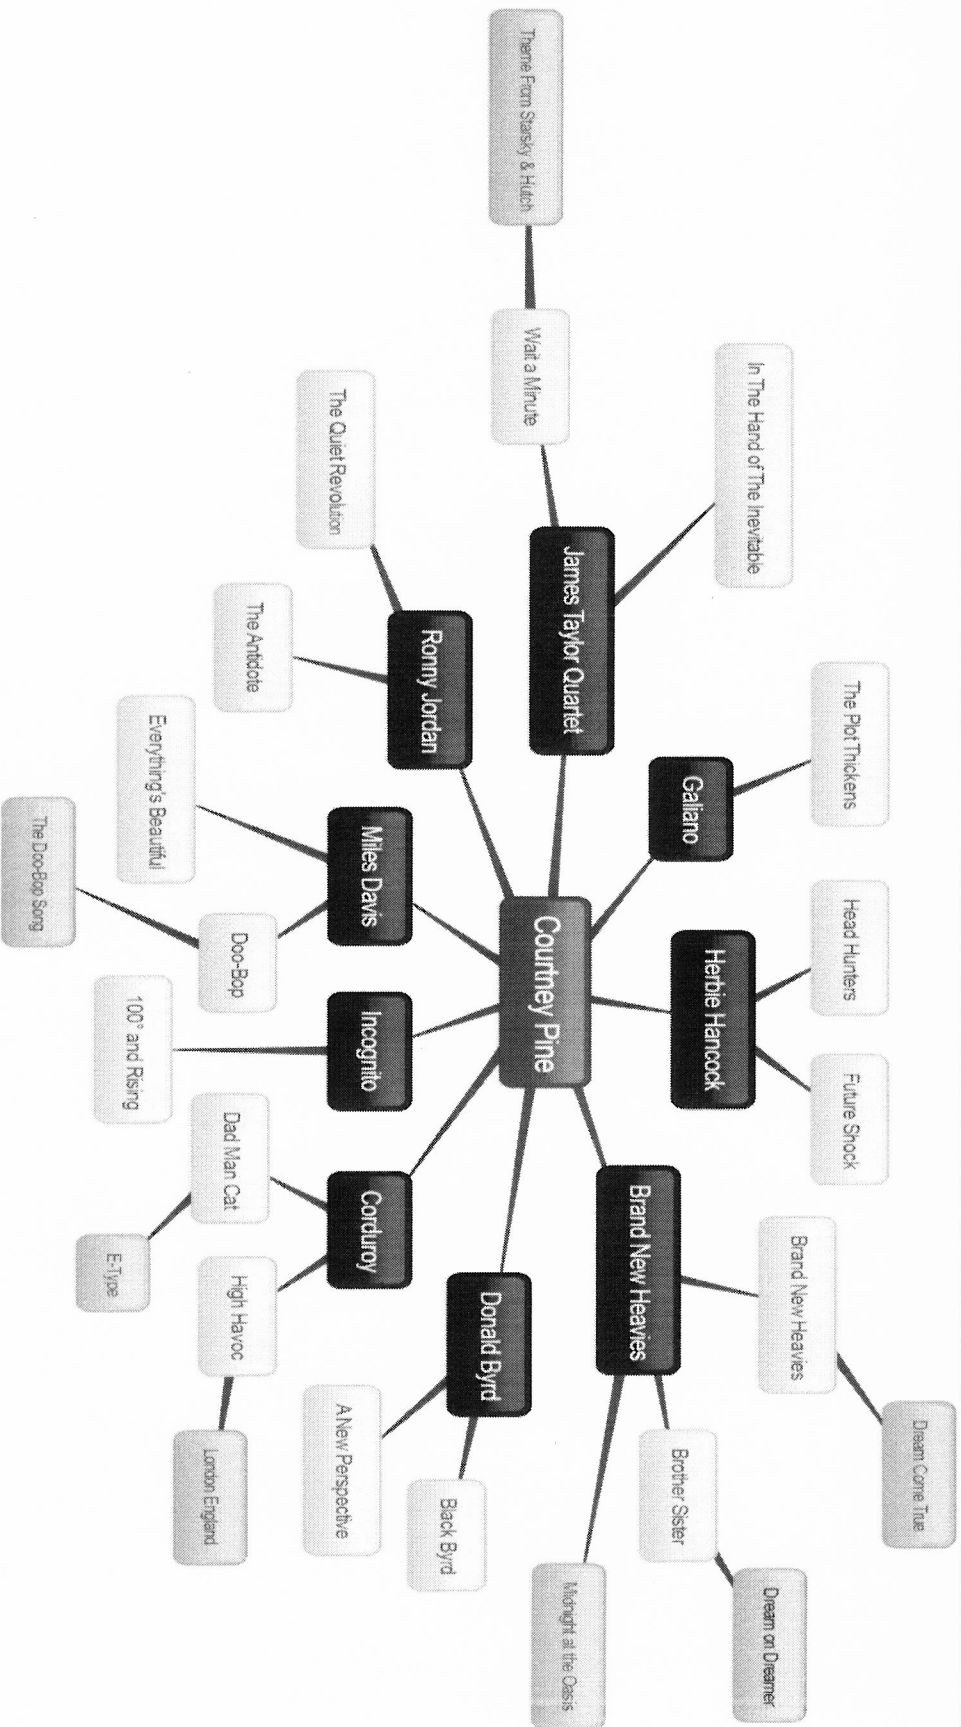 Theme From Starsky & Hutch
Wait a Minute
In The Hand of The Inevitable
James Taylor Quartet
The Quiet Revolution
The Antidote
Ronny Jordan
The Plot Thickens
Galiano
Head Hunters
Future Shock
Herbie Hancock
Courtney Pine
Everything's Beautiful
Miles Davis
Doo-Bop
The Doo-Bop Song
Incognito
100° and Rising
Corduroy
Dad Man Cat
E-Type
High Havoc
London England
Donald Byrd
A New Perspective
Black Byrd
Brand New Heavies
Brand New Heavies
Dream Come True
Brother Sister
Dream on Dreamer
Midnight at the Oasis